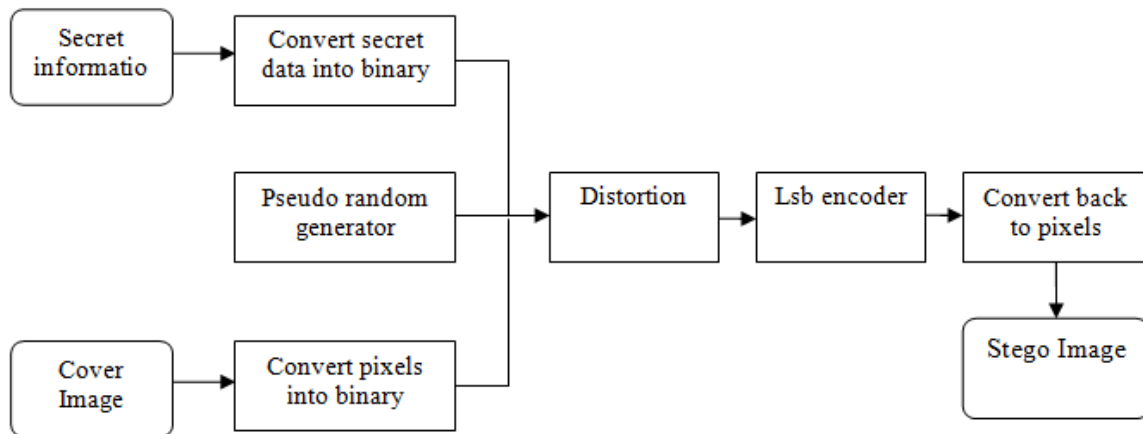 Secret
informatio
Convert secret
data into binary
Pseudo random
generator
Distortion
Lsb encoder
Convert back
to pixels
Stego Image
Cover
Image
Convert pixels
into binary